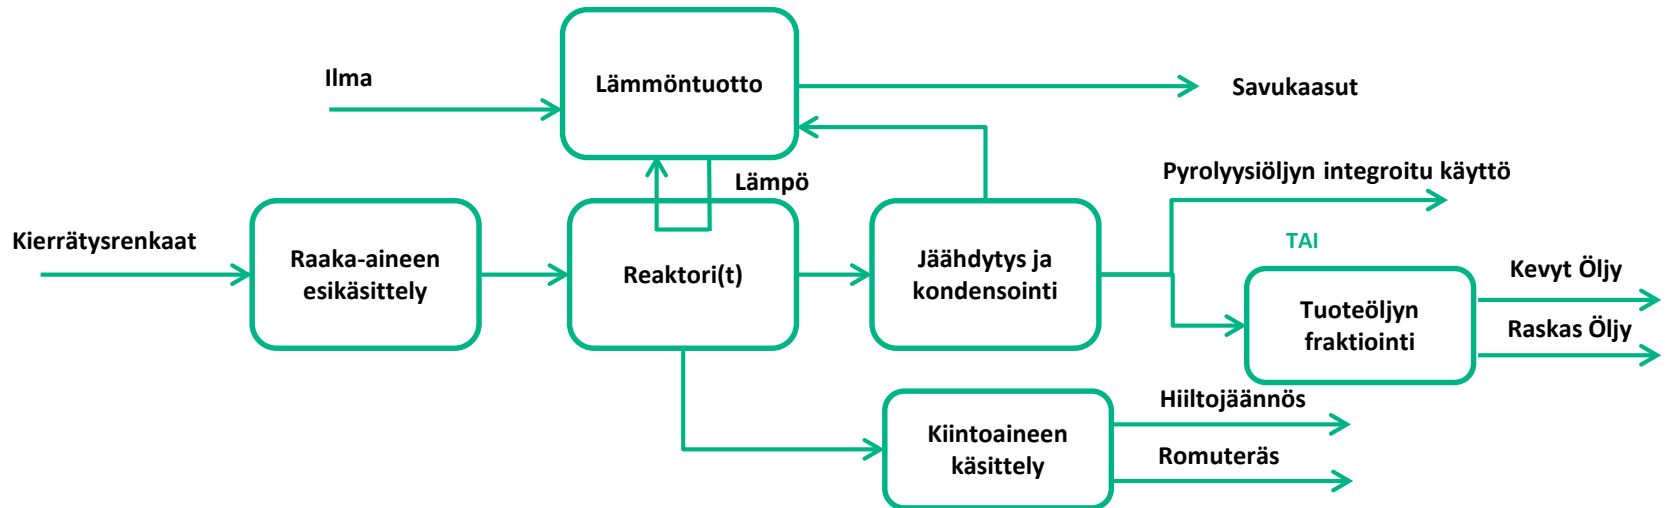 Ilma
Lämmöntuotto
Savukaasut
Lämpö
Pyrolyysiöljyn integroitu käyttö
Kierrätysrenkaat
Raaka-aineen
esikäsittely
Reaktori(t)
Jäähdytys ja
kondensointi
TAI
Tuoteöljyn
fraktiointi
Kevyt Öljy
Raskas Öljy
Kiintoaineen
käsittely
Hiiltojäännös
Romuteräs